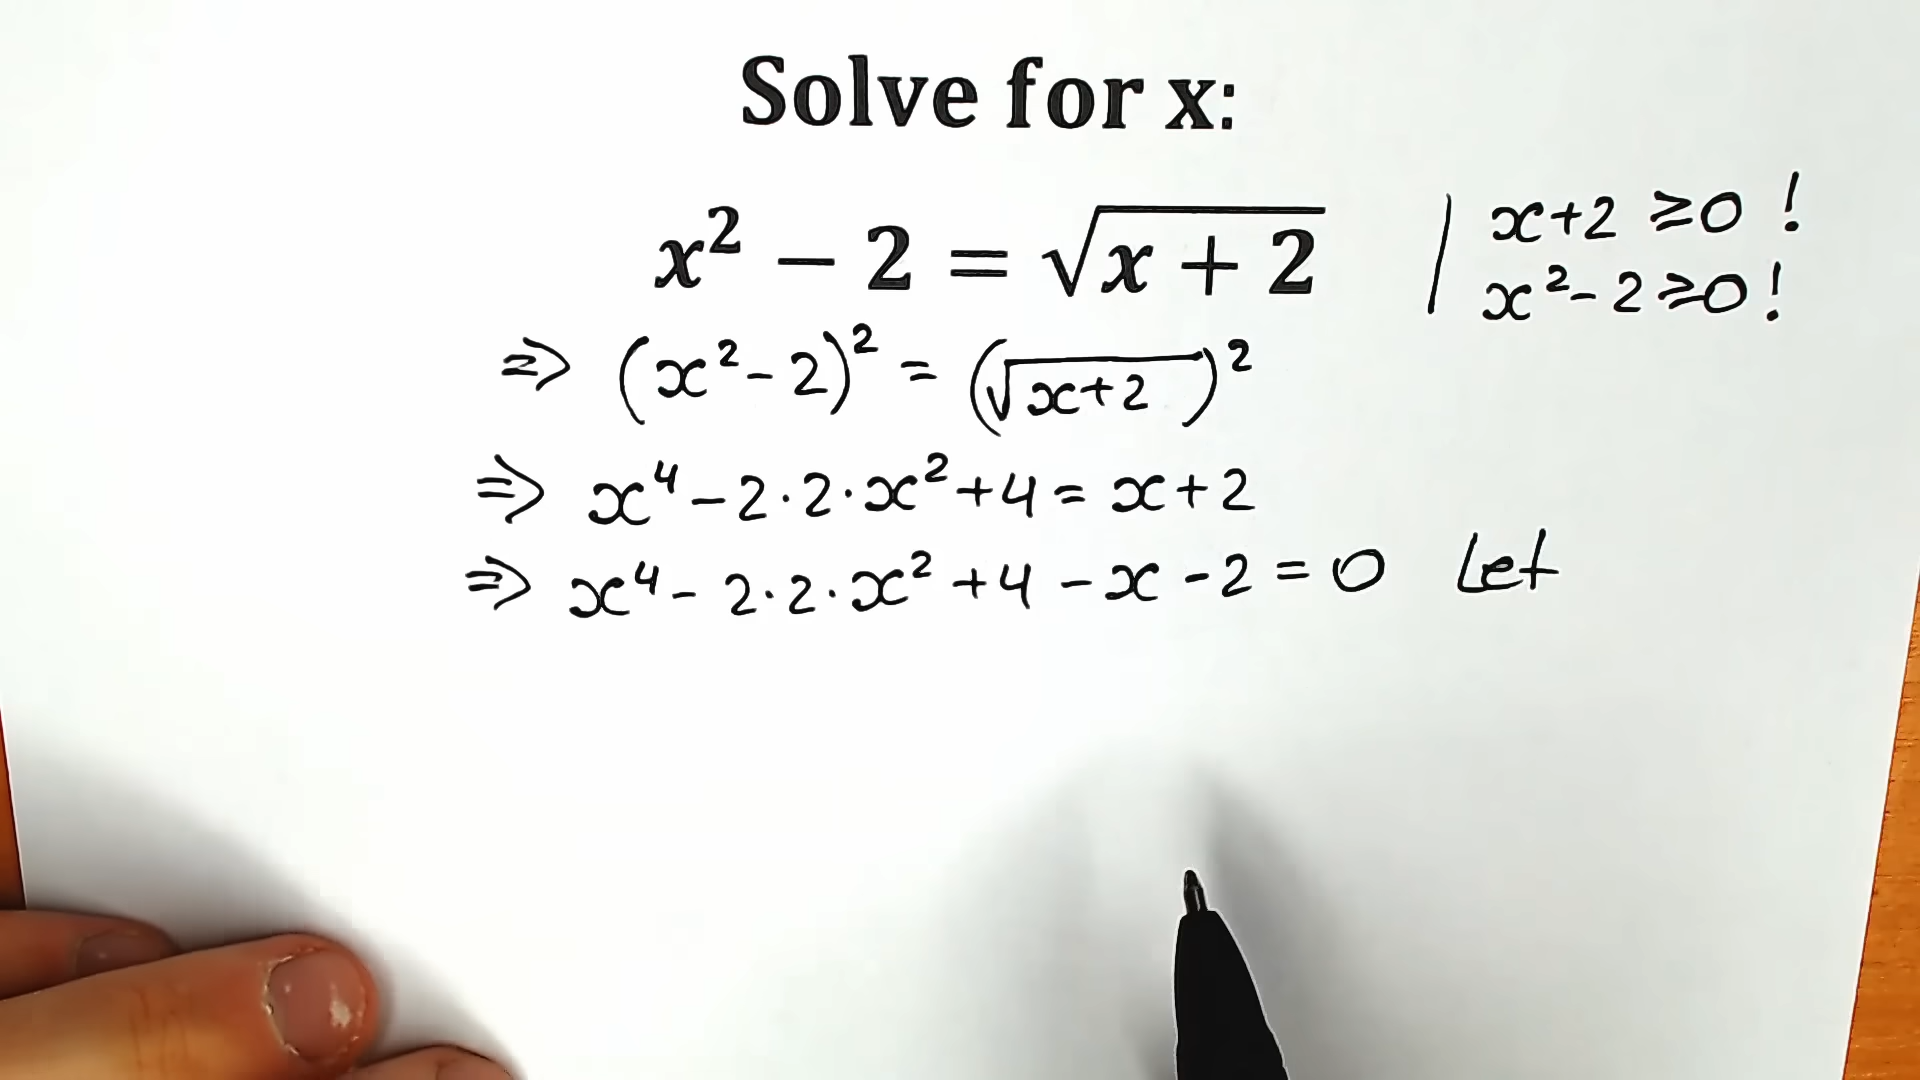 Solve for x:
x² − 2 = √(x + 2) | x+2 ≥0 !
x²-2≥0!
=> (x²-2)² = (√(x+2))²
=> x⁴-2·2·x²+4= x+2
=> x⁴- 2·2·x² +4 -x -2=0 Let